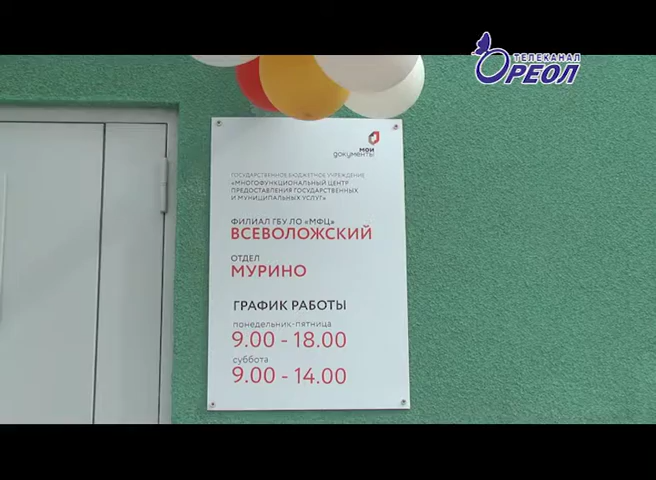 ТЕЛЕКАНАЛ
ОРЕОЛ
МОИ
документы
ГОСУДАРСТВЕННОЕ БЮДЖЕТНОЕ УЧРЕЖДЕНИЕ
«МНОГОФУНКЦИОНАЛЬНЫЙ ЦЕНТР
ПРЕДОСТАВЛЕНИЯ ГОСУДАРСТВЕННЫХ
И МУНИЦИПАЛЬНЫХ УСЛУГ»
ФИЛИАЛ ГБУ ЛО «МФЦ»
ВСЕВОЛОЖСКИЙ
ОТДЕЛ
МУРИНО
ГРАФИК РАБОТЫ
понедельник-пятница
9.00 - 18.00
суббота
9.00 - 14.00